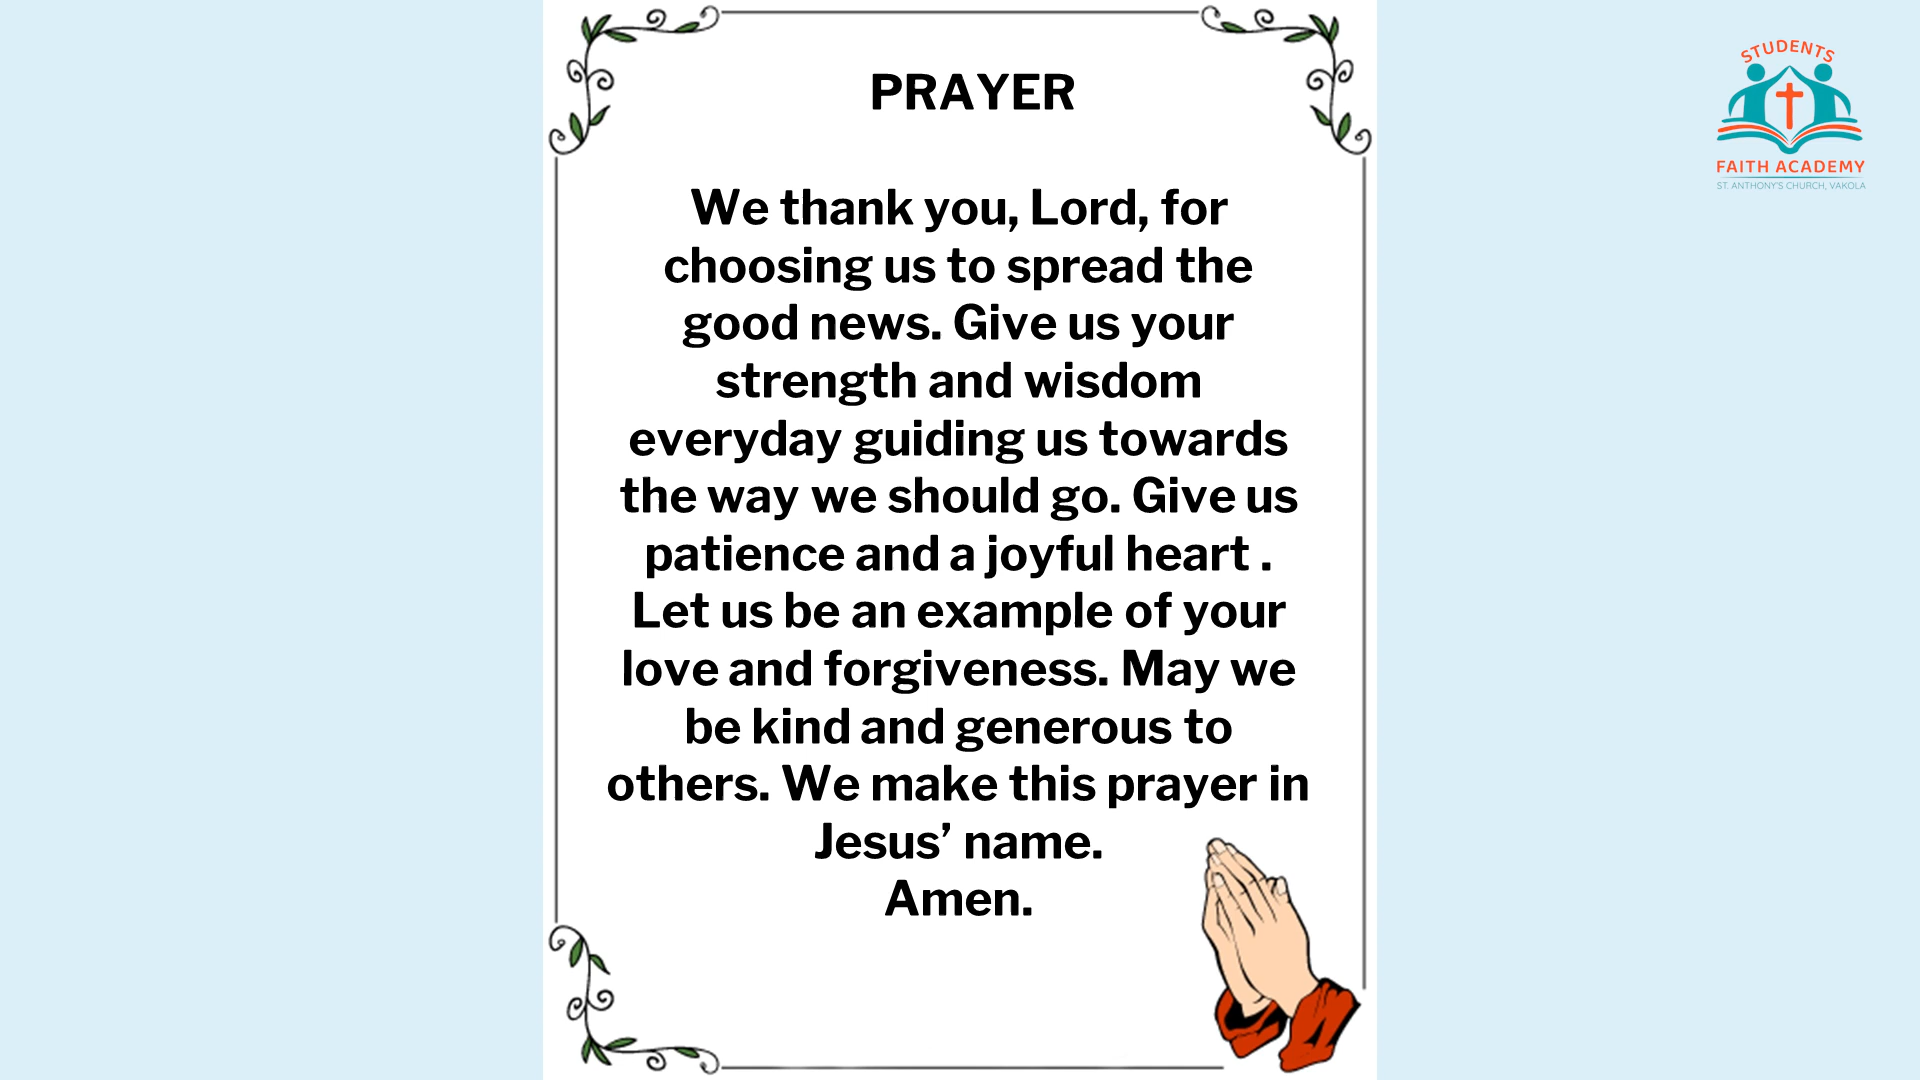 PRAYER
We thank you, Lord, for
choosing us to spread the
good news. Give us your
strength and wisdom
everyday guiding us towards
the way we should go. Give us
patience and a joyful heart .
Let us be an example of your
love and forgiveness. May we
be kind and generous to
others. We make this prayer in
Jesus’ name.
Amen.
STUDENTS
FAITH ACADEMY
ST. ANTHONY'S CHURCH, VAKOLA